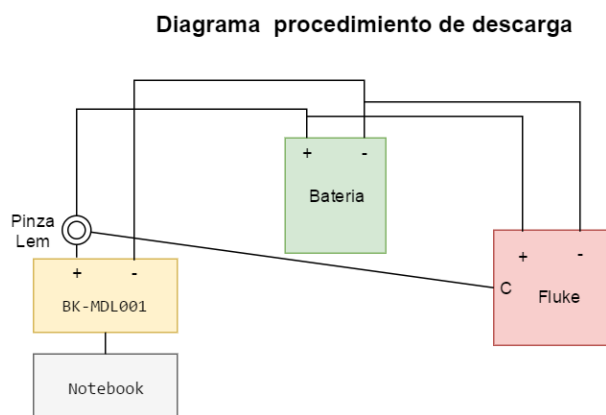 Diagrama  procedimiento de descarga
+ -
Bateria
Pinza
Lem
+ -
BK-MDL001
+ -
C Fluke
Notebook